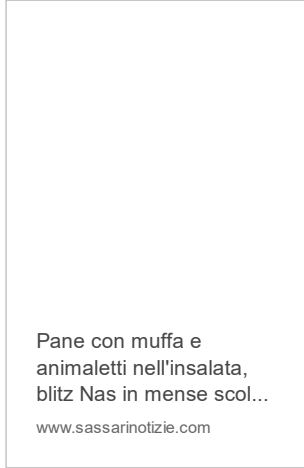 Pane con muffa e
animaletti nell'insalata,
blitz Nas in mense scol...
www.sassarinotizie.com